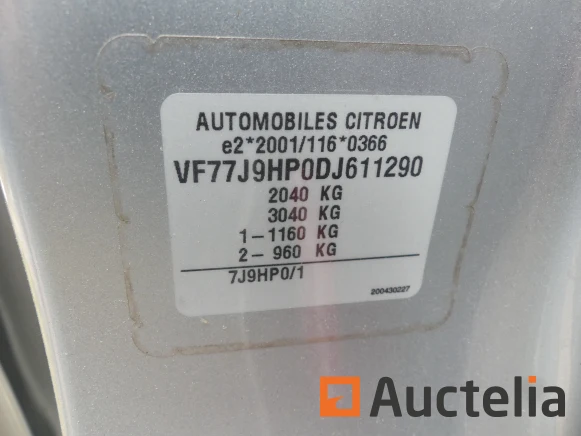 AUTOMOBILES CITROEN
e2*2001/116*0366
VF77J9HP0DJ611290
2040 KG
3040 KG
1-1160 KG
2- 960 KG
7J9HP0/1
200430227
Auctelia